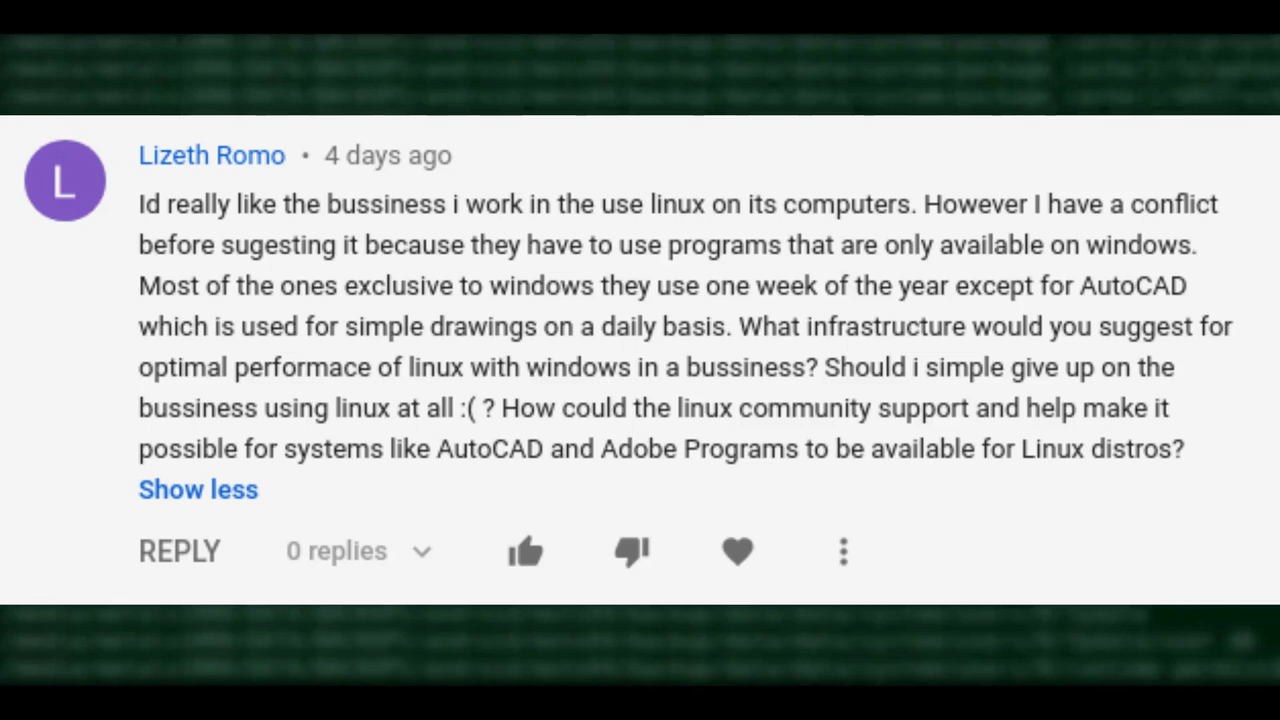 L
Lizeth Romo • 4 days ago
Id really like the bussiness i work in the use linux on its computers. However I have a conflict
before sugesting it because they have to use programs that are only available on windows.
Most of the ones exclusive to windows they use one week of the year except for AutoCAD
which is used for simple drawings on a daily basis. What infrastructure would you suggest for
optimal performace of linux with windows in a bussiness? Should i simple give up on the
bussiness using linux at all :( ? How could the linux community support and help make it
possible for systems like AutoCAD and Adobe Programs to be available for Linux distros?
Show less
REPLY 0 replies